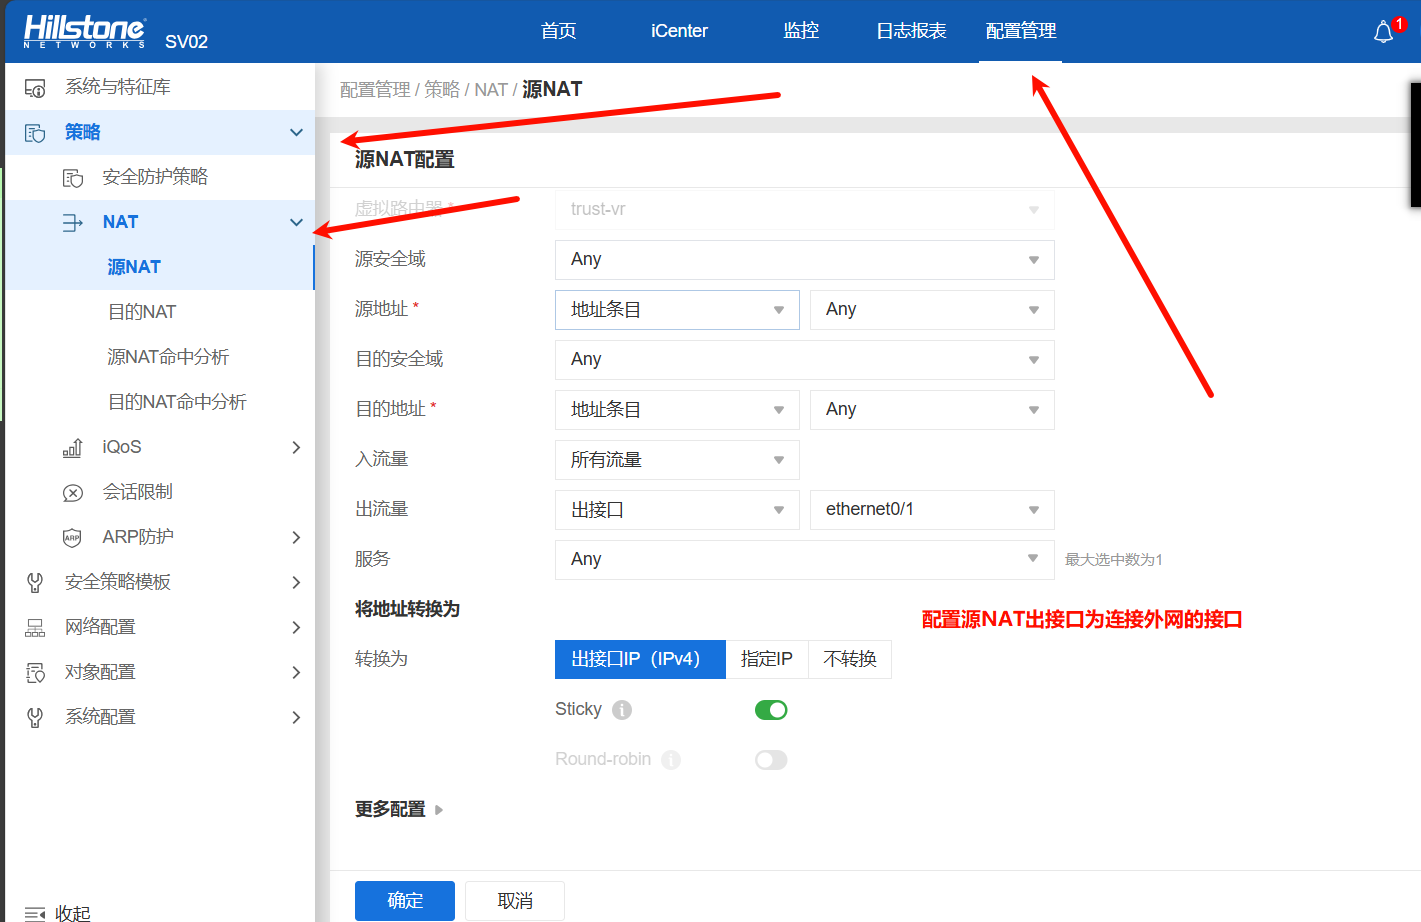 Hillstone
NETWORKS
SV02
首页
iCenter
监控
日志报表
配置管理
1
系统与特征库
策略
安全防护策略
NAT
源NAT
目的NAT
源NAT命中分析
目的NAT命中分析
iQoS
会话限制
ARP
ARP防护
安全策略模板
网络配置
对象配置
系统配置
收起
配置管理 / 策略 / NAT / 源NAT
源NAT配置
虚拟路由器 * trust-vr
源安全域 Any
源地址 * 地址条目 Any
目的安全域 Any
目的地址 * 地址条目 Any
入流量 所有流量
出流量 出接口 ethernet0/1
服务 Any 最大选中数为1
将地址转换为
配置源NAT出接口为连接外网的接口
转换为 出接口IP（IPv4） 指定IP 不转换
Sticky
Round-robin
更多配置
确定 取消